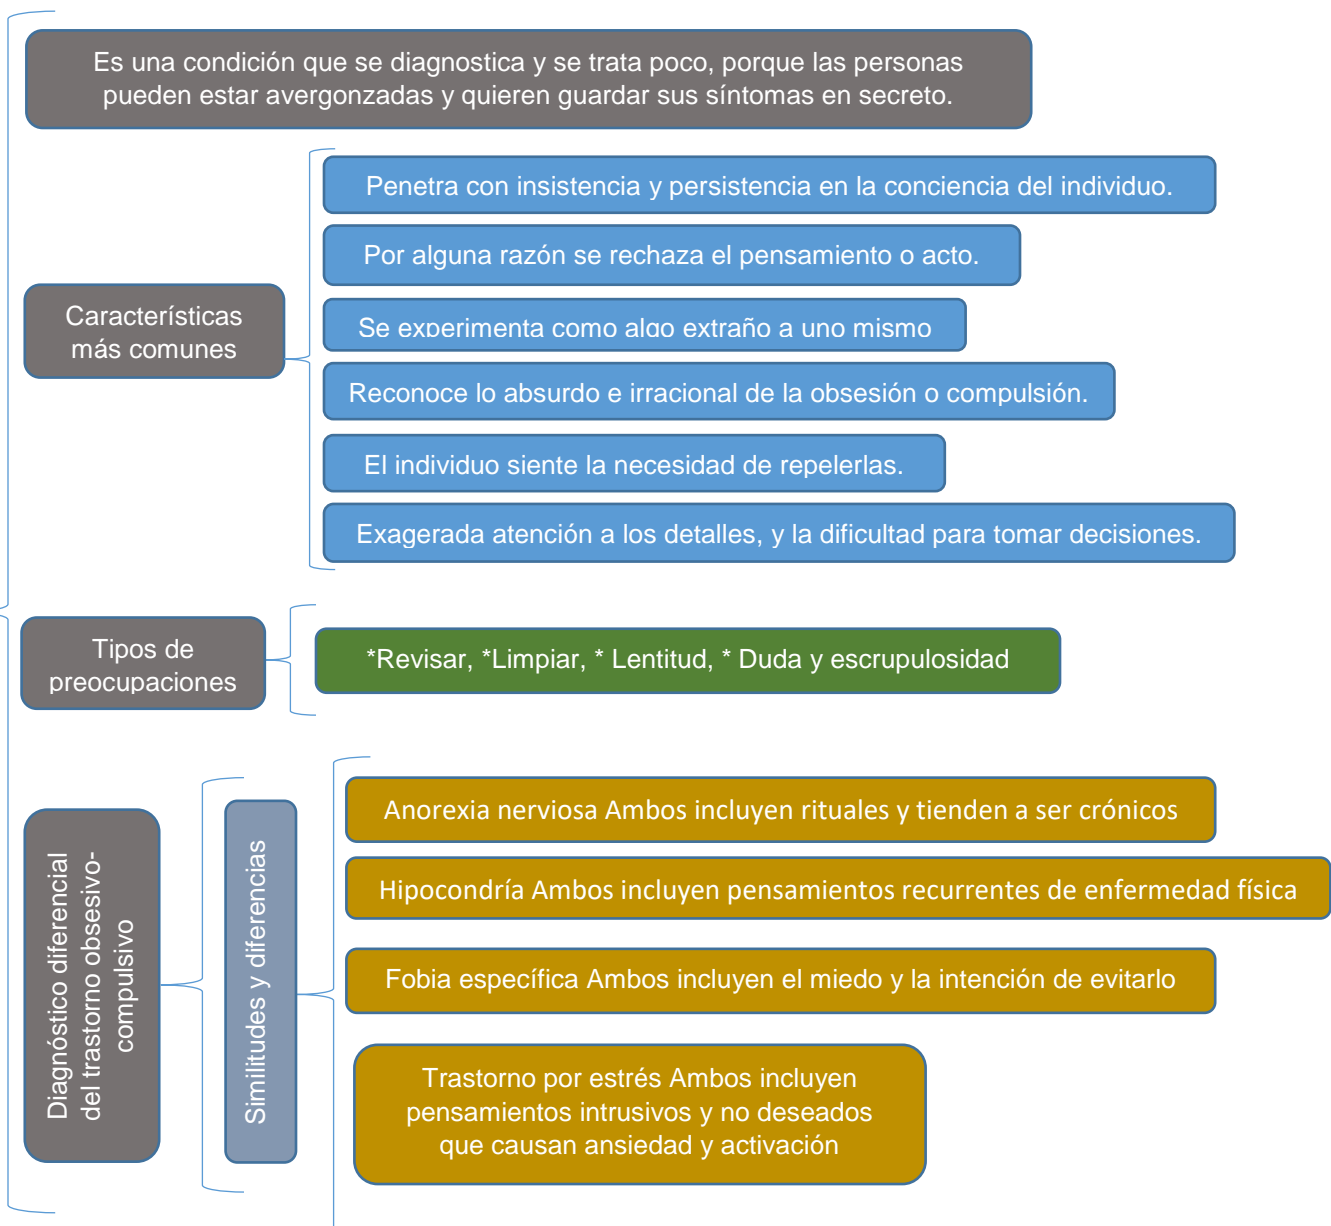 Es una condición que se diagnostica y se trata poco, porque las personas
pueden estar avergonzadas y quieren guardar sus síntomas en secreto.
Características
más comunes
Penetra con insistencia y persistencia en la conciencia del individuo.
Por alguna razón se rechaza el pensamiento o acto.
Se experimenta como algo extraño a uno mismo
Reconoce lo absurdo e irracional de la obsesión o compulsión.
El individuo siente la necesidad de repelerlas.
Exagerada atención a los detalles, y la dificultad para tomar decisiones.
Tipos de
preocupaciones
*Revisar, *Limpiar, * Lentitud, * Duda y escrupulosidad
Diagnóstico diferencial
del trastorno obsesivo-
compulsivo
Similitudes y diferencias
Anorexia nerviosa Ambos incluyen rituales y tienden a ser crónicos
Hipocondría Ambos incluyen pensamientos recurrentes de enfermedad física
Fobia específica Ambos incluyen el miedo y la intención de evitarlo
Trastorno por estrés Ambos incluyen
pensamientos intrusivos y no deseados
que causan ansiedad y activación